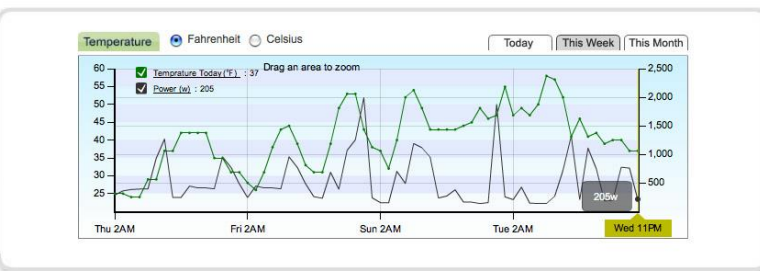 Temperature Fahrenheit Celsius Today This Week This Month
Drag an area to zoom
Temprature Today (°F) : 37
Power (w) : 205
60
55
50
45
40
35
30
25
2,500
2,000
1,500
1,000
500
205w
Thu 2AM Fri 2AM Sun 2AM Tue 2AM Wed 11PM